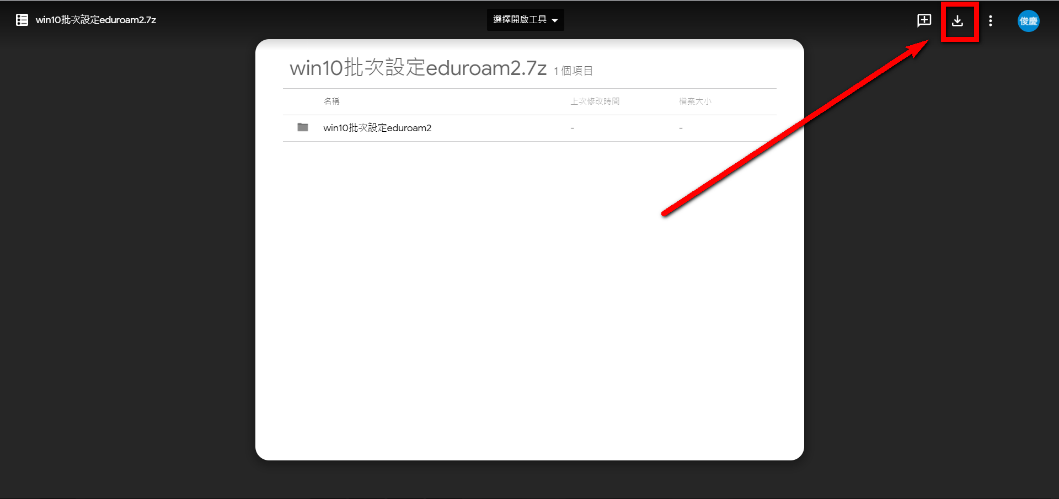 win10批次設定eduroam2.7z
選擇開啟工具
俊慶
win10批次設定eduroam2.7z 1 個項目
名稱 上次修改時間 檔案大小
win10批次設定eduroam2 - -